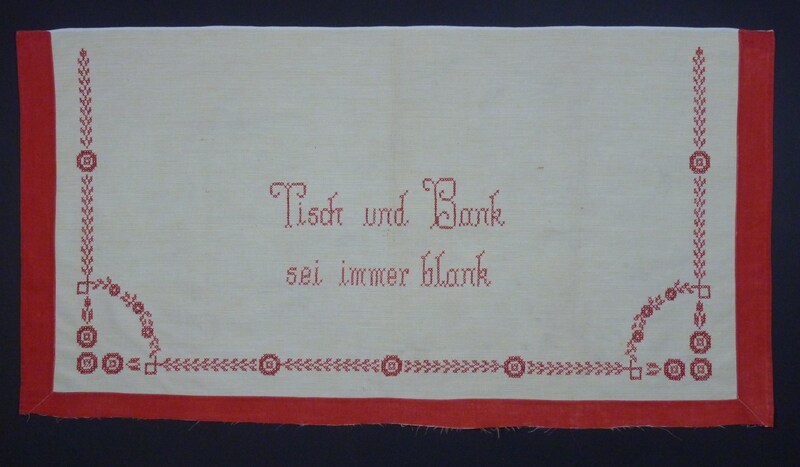 Tisch und Bank
sei immer blank